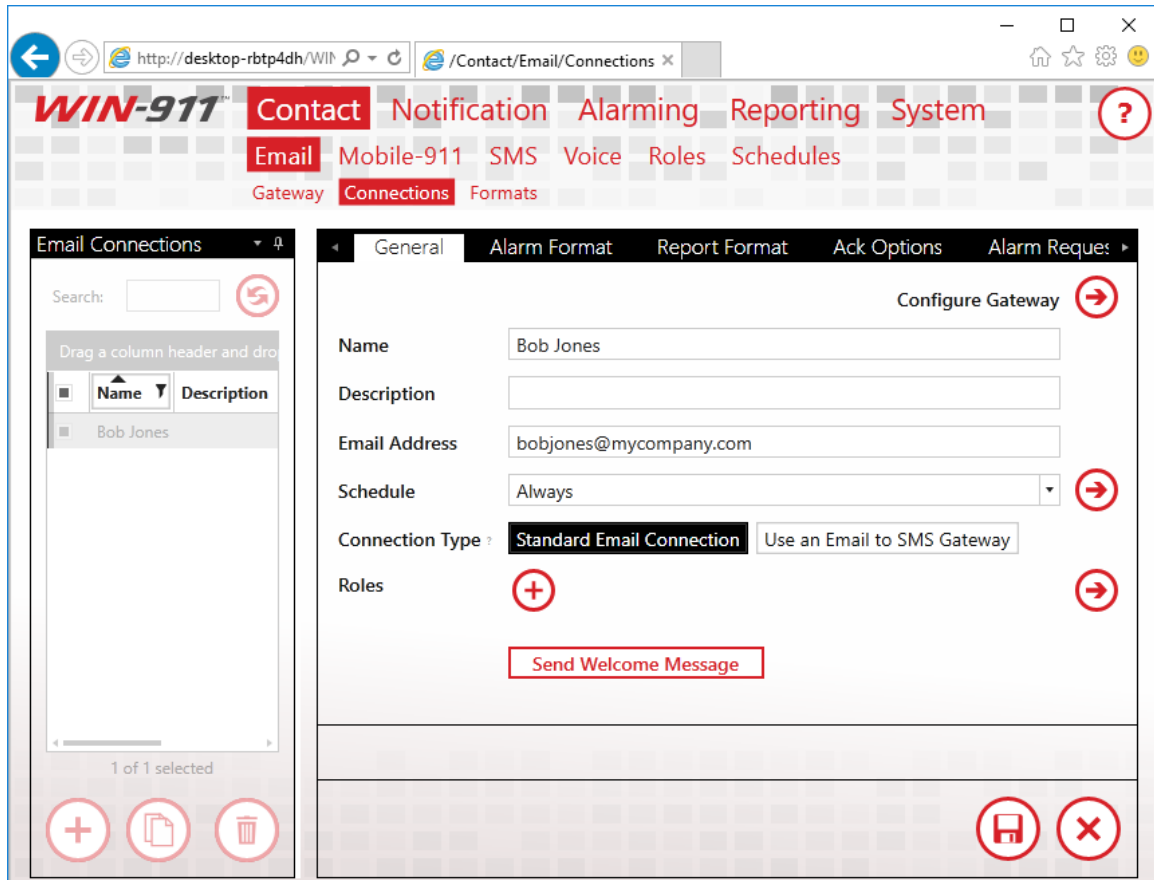 http://desktop-rbtp4dh/WIN
/Contact/Email/Connections
WIN-911™ Contact Notification Alarming Reporting System ?
Email Mobile-911 SMS Voice Roles Schedules
Gateway Connections Formats
Email Connections
Search:
Drag a column header and dro
Name Description
Bob Jones
1 of 1 selected
General Alarm Format Report Format Ack Options Alarm Reques
Configure Gateway
Name Bob Jones
Description
Email Address bobjones@mycompany.com
Schedule Always
Connection Type ? Standard Email Connection Use an Email to SMS Gateway
Roles
Send Welcome Message